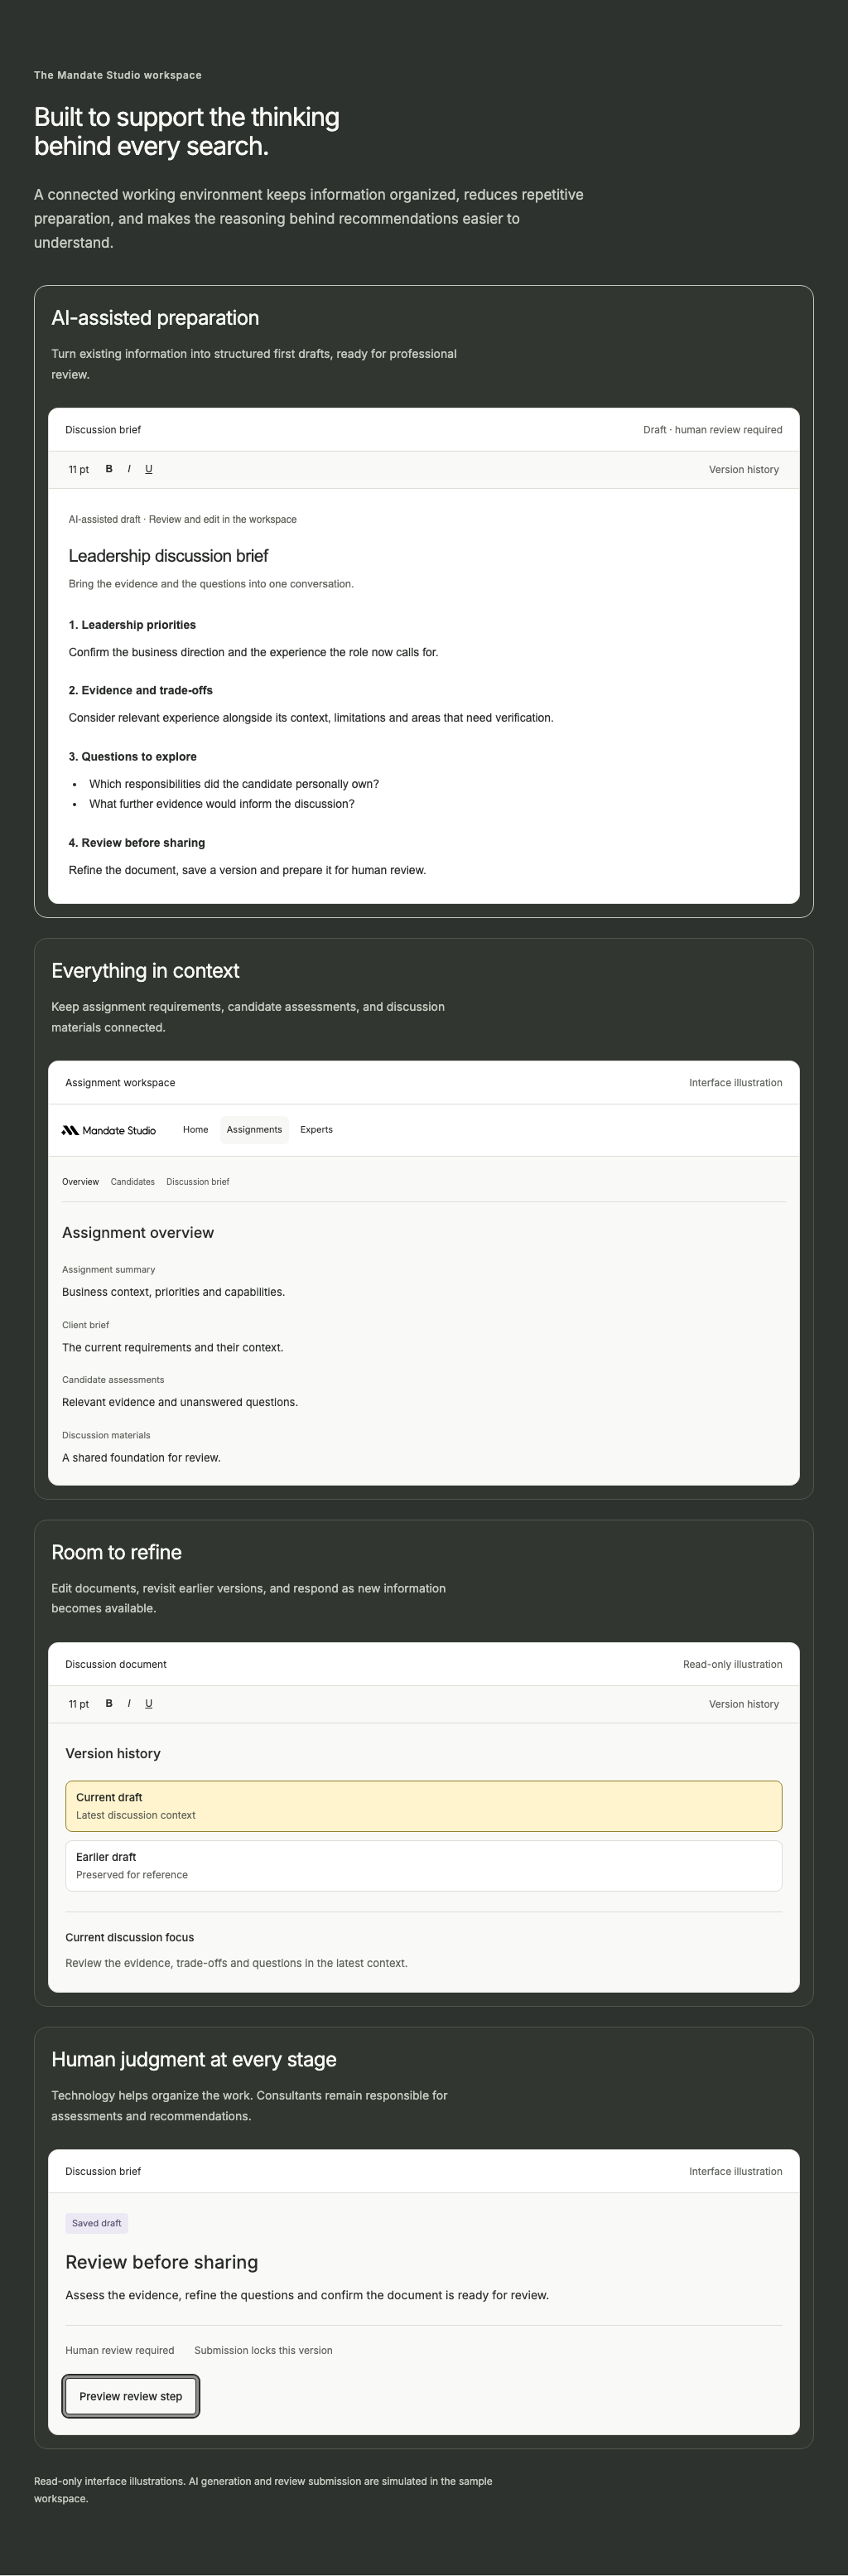 The Mandate Studio workspace
Built to support the thinking
behind every search.
A connected working environment keeps information organized, reduces repetitive
preparation, and makes the reasoning behind recommendations easier to
understand.
AI-assisted preparation
Turn existing information into structured first drafts, ready for professional
review.
Discussion brief
Draft · human review required
11 pt B I U
Version history
AI-assisted draft · Review and edit in the workspace
Leadership discussion brief
Bring the evidence and the questions into one conversation.
1. Leadership priorities
Confirm the business direction and the experience the role now calls for.
2. Evidence and trade-offs
Consider relevant experience alongside its context, limitations and areas that need verification.
3. Questions to explore
• Which responsibilities did the candidate personally own?
• What further evidence would inform the discussion?
4. Review before sharing
Refine the document, save a version and prepare it for human review.
Everything in context
Keep assignment requirements, candidate assessments, and discussion
materials connected.
Assignment workspace
Interface illustration
Mandate Studio Home Assignments Experts
Overview Candidates Discussion brief
Assignment overview
Assignment summary
Business context, priorities and capabilities.
Client brief
The current requirements and their context.
Candidate assessments
Relevant evidence and unanswered questions.
Discussion materials
A shared foundation for review.
Room to refine
Edit documents, revisit earlier versions, and respond as new information
becomes available.
Discussion document
Read-only illustration
11 pt B I U
Version history
Version history
Current draft
Latest discussion context
Earlier draft
Preserved for reference
Current discussion focus
Review the evidence, trade-offs and questions in the latest context.
Human judgment at every stage
Technology helps organize the work. Consultants remain responsible for
assessments and recommendations.
Discussion brief
Interface illustration
Saved draft
Review before sharing
Assess the evidence, refine the questions and confirm the document is ready for review.
Human review required Submission locks this version
Preview review step
Read-only interface illustrations. AI generation and review submission are simulated in the sample
workspace.